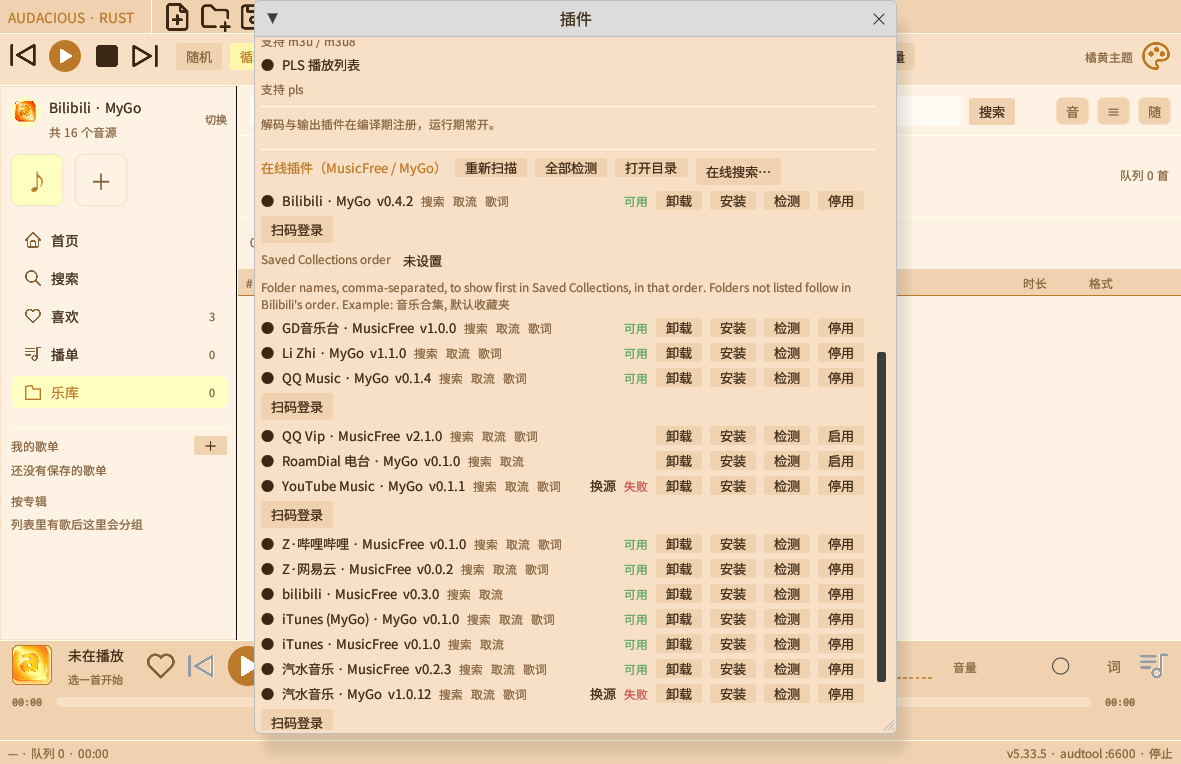 AUDACIOUS · RUST
插件
随机
循
量
橘黄主题
Bilibili · MyGo
共 16 个音源
切换
首页
搜索
喜欢 3
播单 0
乐库 0
我的歌单
还没有保存的歌单
按专辑
列表里有歌后这里会分组
支持 m3u / m3u8
PLS 播放列表
支持 pls
解码与输出插件在编译期注册，运行期常开。
在线插件（MusicFree / MyGo） 重新扫描 全部检测 打开目录 在线搜索…
Bilibili · MyGo v0.4.2 搜索 取流 歌词 可用 卸载 安装 检测 停用
扫码登录
Saved Collections order 未设置
Folder names, comma-separated, to show first in Saved Collections, in that order. Folders not listed follow in
Bilibili's order. Example: 音乐合集, 默认收藏夹
GD音乐台 · MusicFree v1.0.0 搜索 取流 歌词 可用 卸载 安装 检测 停用
Li Zhi · MyGo v1.1.0 搜索 取流 歌词 可用 卸载 安装 检测 停用
QQ Music · MyGo v0.1.4 搜索 取流 歌词 可用 卸载 安装 检测 停用
扫码登录
QQ Vip · MusicFree v2.1.0 搜索 取流 歌词 卸载 安装 检测 启用
RoamDial 电台 · MyGo v0.1.0 搜索 取流 卸载 安装 检测 启用
YouTube Music · MyGo v0.1.1 搜索 取流 歌词 换源 失败 卸载 安装 检测 停用
扫码登录
Z·哔哩哔哩 · MusicFree v0.1.0 搜索 取流 歌词 可用 卸载 安装 检测 停用
Z·网易云 · MusicFree v0.0.2 搜索 取流 歌词 可用 卸载 安装 检测 停用
bilibili · MusicFree v0.3.0 搜索 取流 可用 卸载 安装 检测 停用
iTunes (MyGo) · MyGo v0.1.0 搜索 取流 歌词 可用 卸载 安装 检测 停用
iTunes · MusicFree v0.1.0 搜索 取流 可用 卸载 安装 检测 停用
汽水音乐 · MusicFree v0.2.3 搜索 取流 歌词 可用 卸载 安装 检测 停用
汽水音乐 · MyGo v1.0.12 搜索 取流 歌词 换源 失败 卸载 安装 检测 停用
扫码登录
搜索 音 随
队列 0 首
# 时长 格式
未在播放
选一首开始
音量 词
00:00 00:00
— · 队列 0 · 00:00
v5.33.5 · audtool :6600 · 停止